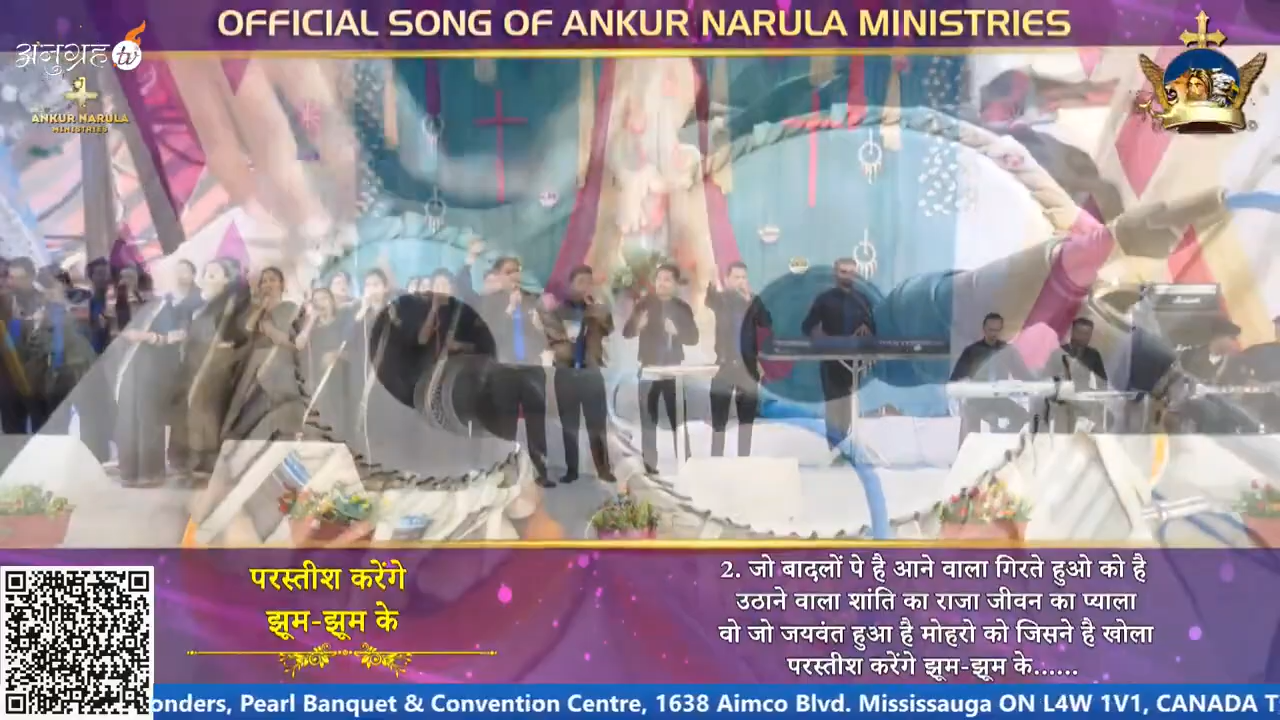 OFFICIAL SONG OF ANKUR NARULA MINISTRIES
अनुग्रह tv
ANKUR NARULA
MINISTRIES
परस्तीश करेंगे
झूम-झूम के
2. जो बादलों पे है आने वाला गिरते हुओ को है
उठाने वाला शांति का राजा जीवन का प्याला
वो जो जयवंत हुआ है मोहरो को जिसने है खोला
परस्तीश करेंगे झूम-झूम के......
onders, Pearl Banquet & Convention Centre, 1638 Aimco Blvd. Mississauga ON L4W 1V1, CANADA T